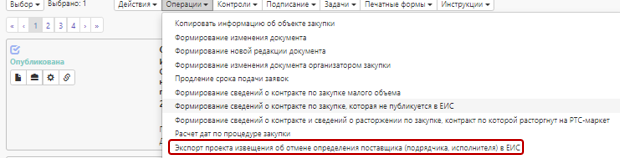 Выбор Выбрано: 1 Действия Операции Контроли Подписание Задачи Печатные формы Инструкции
« ‹ 1 2 3 4 › »
Опубликована
Копировать информацию об объекте закупки
Формирование изменения документа
Формирование новой редакции документа
Формирование изменения документа организатором закупки
Продление срока подачи заявок
Формирование сведений о контракте по закупке малого объема
Формирование сведений о контракте по закупке, которая не публикуется в ЕИС
Формирование сведений о контракте и сведений о расторжении по закупке, контракт по которой расторгнут на РТС-маркет
Расчет дат по процедуре закупки
Экспорт проекта извещения об отмене определения поставщика (подрядчика, исполнителя) в ЕИС